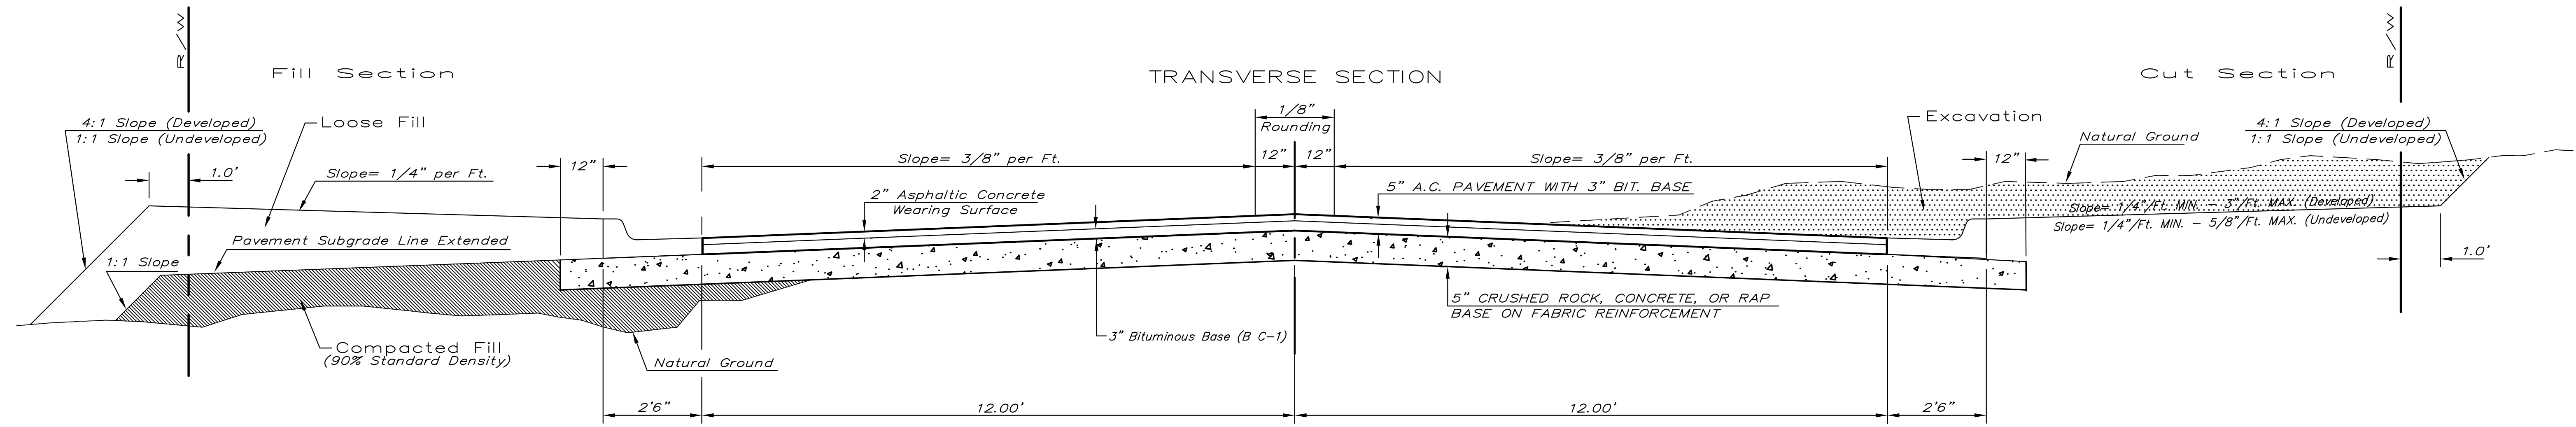 R/W
R/W
Fill Section
TRANSVERSE SECTION
Cut Section
4:1 Slope (Developed)
1:1 Slope (Undeveloped)
Loose Fill
1/8"
Rounding
Excavation
Natural Ground
4:1 Slope (Developed)
1:1 Slope (Undeveloped)
1.0'
Slope= 1/4" per Ft.
12"
Slope= 3/8" per Ft.
12"
12"
Slope= 3/8" per Ft.
12"
2" Asphaltic Concrete
Wearing Surface
5" A.C. PAVEMENT WITH 3" BIT. BASE
Slope= 1/4"/Ft. MIN. - 3"/Ft. MAX. (Developed)
Slope= 1/4"/Ft. MIN. - 5/8"/Ft. MAX. (Undeveloped)
Pavement Subgrade Line Extended
1:1 Slope
1.0'
5" CRUSHED ROCK, CONCRETE, OR RAP
BASE ON FABRIC REINFORCEMENT
3" Bituminous Base (B C-1)
Compacted Fill
(90% Standard Density)
Natural Ground
2'6"
12.00'
12.00'
2'6"